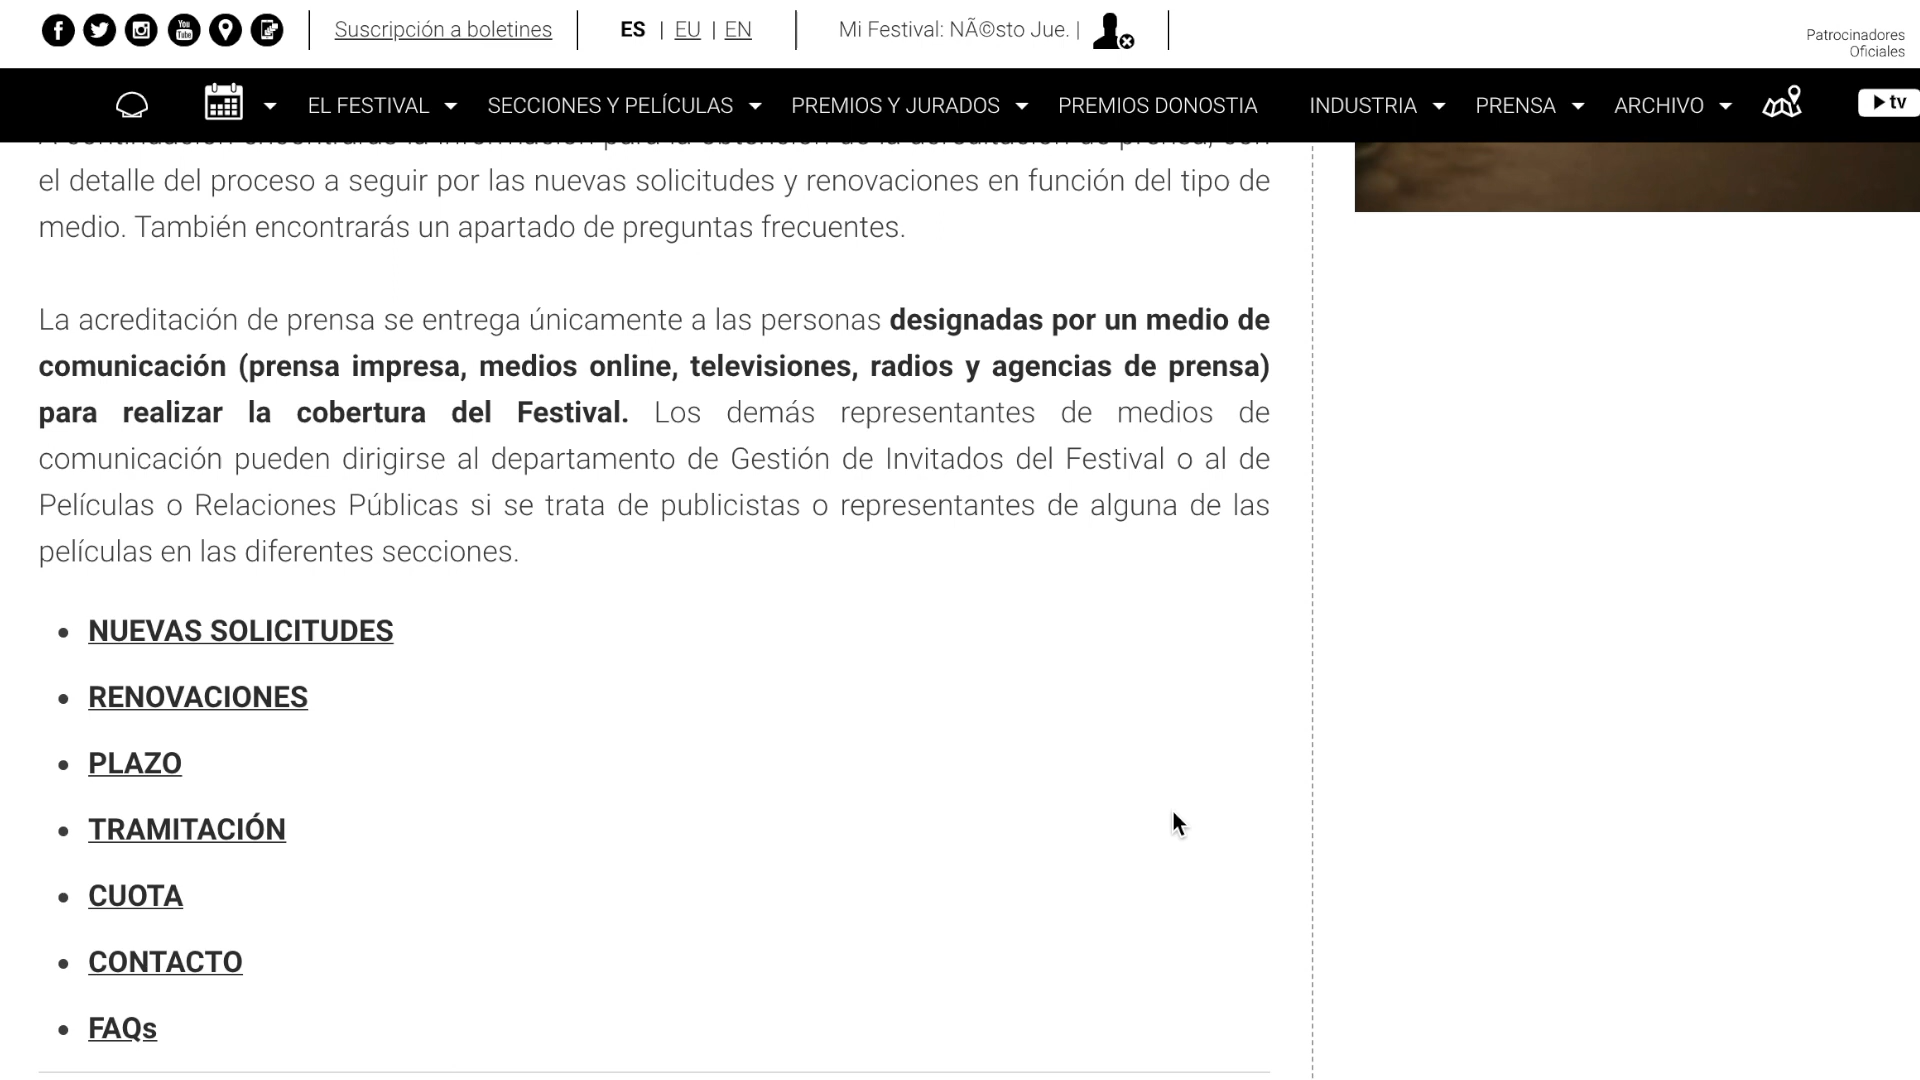 Suscripción a boletines
ES | EU | EN
Mi Festival: NÃ©sto Jue. |
Patrocinadores
Oficiales
EL FESTIVAL
SECCIONES Y PELÍCULAS
PREMIOS Y JURADOS
PREMIOS DONOSTIA
INDUSTRIA
PRENSA
ARCHIVO
tv
el detalle del proceso a seguir por las nuevas solicitudes y renovaciones en función del tipo de
medio. También encontrarás un apartado de preguntas frecuentes.
La acreditación de prensa se entrega únicamente a las personas designadas por un medio de
comunicación (prensa impresa, medios online, televisiones, radios y agencias de prensa)
para realizar la cobertura del Festival. Los demás representantes de medios de
comunicación pueden dirigirse al departamento de Gestión de Invitados del Festival o al de
Películas o Relaciones Públicas si se trata de publicistas o representantes de alguna de las
películas en las diferentes secciones.
NUEVAS SOLICITUDES
RENOVACIONES
PLAZO
TRAMITACIÓN
CUOTA
CONTACTO
FAQs